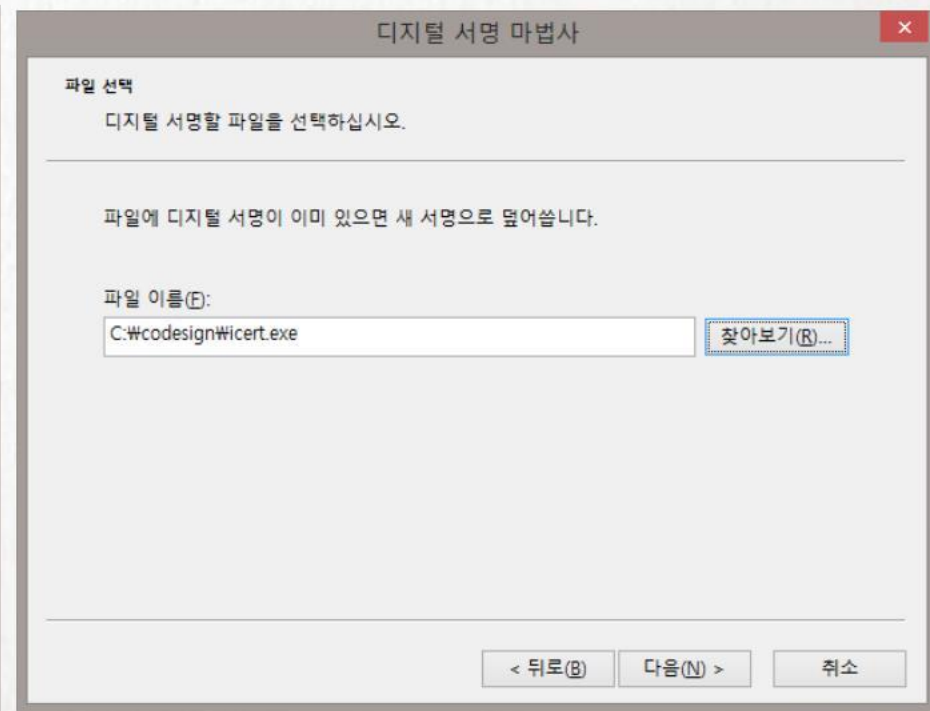 디지털 서명 마법사
파일 선택
디지털 서명할 파일을 선택하십시오.
파일에 디지털 서명이 이미 있으면 새 서명으로 덮어씁니다.
파일 이름(F):
C:₩codesign₩icert.exe
찾아보기(R)...
< 뒤로(B)
다음(N) >
취소